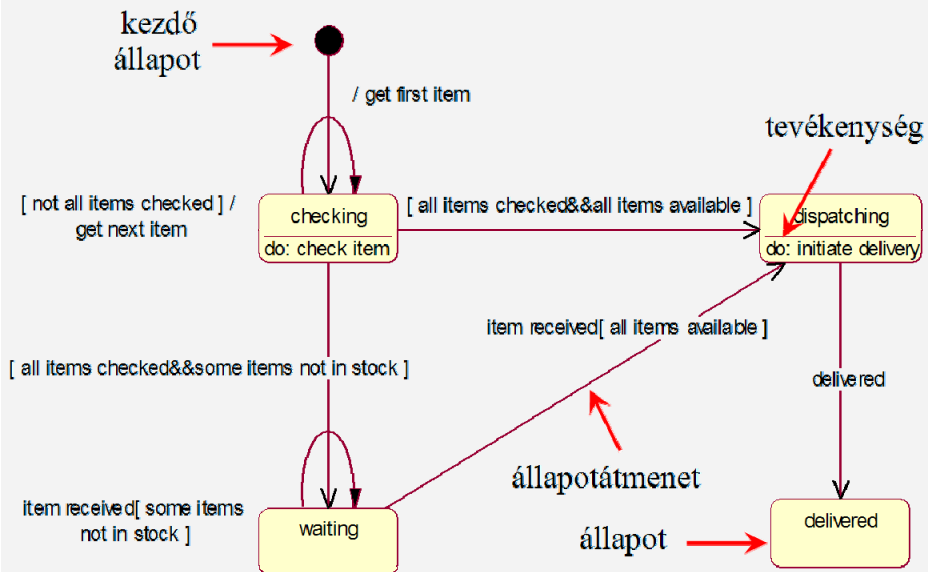 kezdő
állapot
/ get first item
tevékenység
[ not all items checked ] /
get next item
checking
do: check item
[ all items checked&&all items available ]
dispatching
do: initiate delivery
item received[ all items available ]
[ all items checked&&some items not in stock ]
delivered
állapotátmenet
item received[ some items
not in stock ]
waiting
állapot
delivered